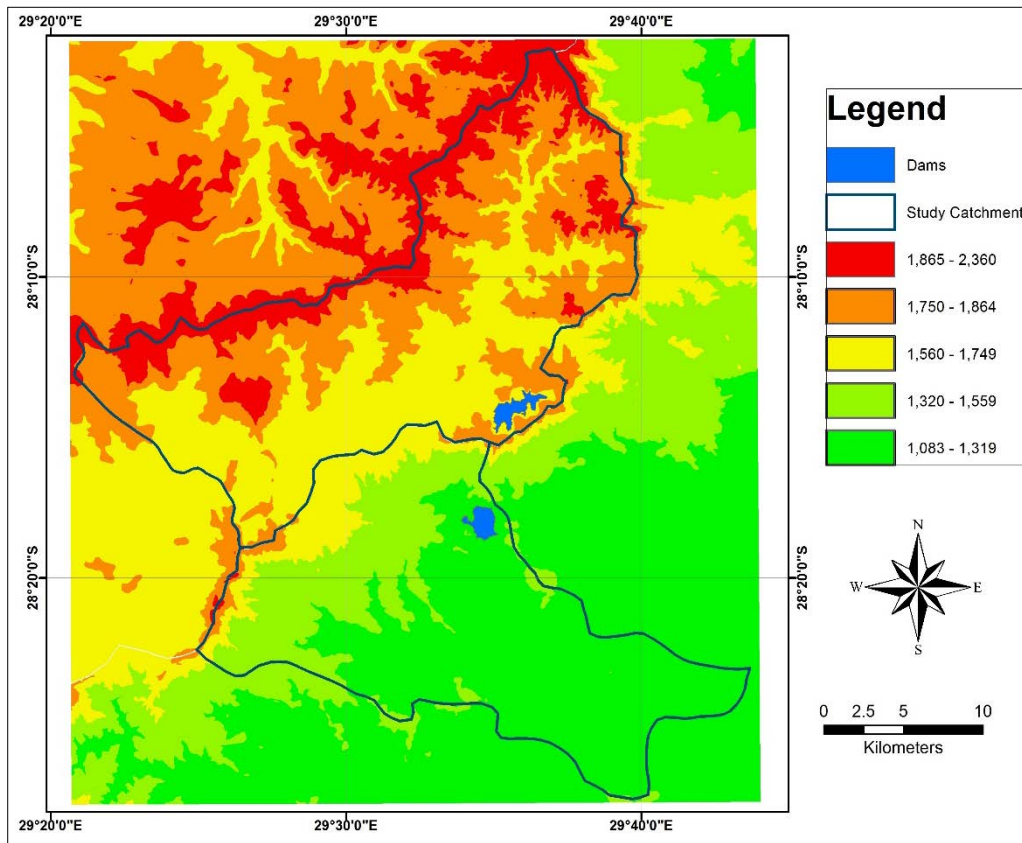 29°20'0"E
29°30'0"E
29°40'0"E
28°10'0"S
28°10'0"S
28°20'0"S
28°20'0"S
29°20'0"E
29°30'0"E
29°40'0"E
Legend
Dams
Study Catchment
1,865 - 2,360
1,750 - 1,864
1,560 - 1,749
1,320 - 1,559
1,083 - 1,319
N
W E
S
0 2.5 5 10
Kilometers